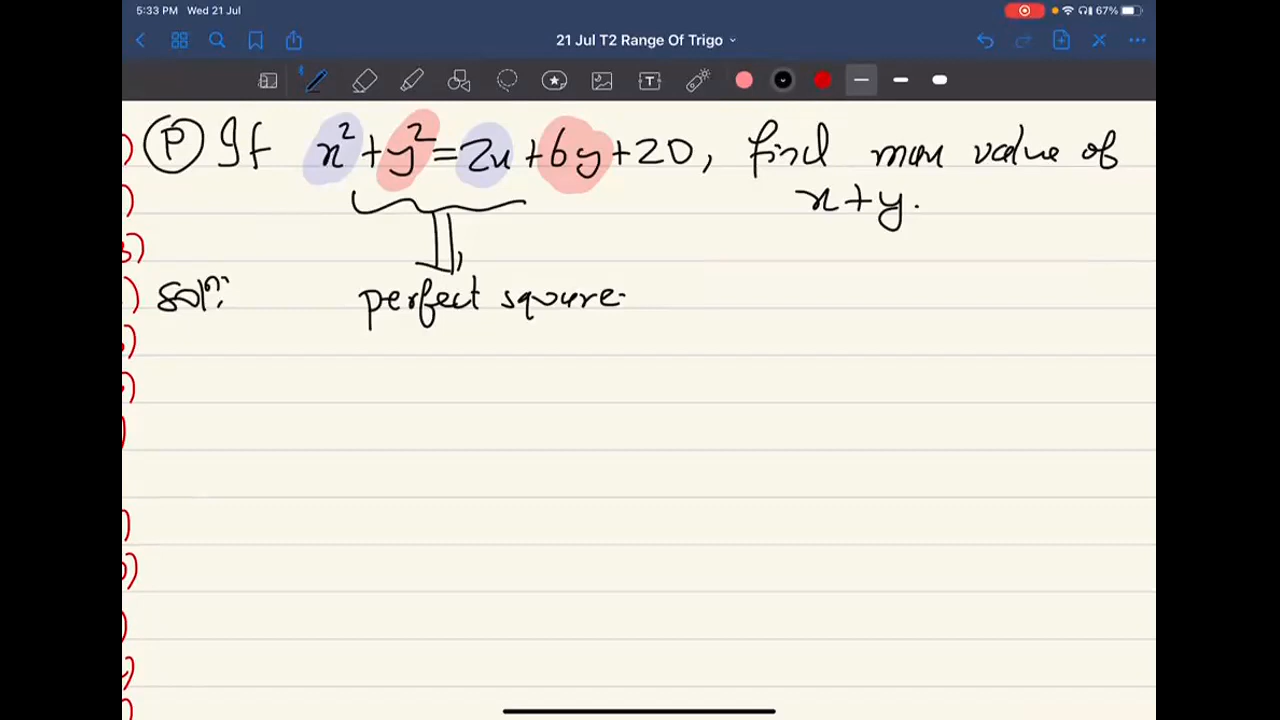 5:33 PM Wed 21 Jul
67%
21 Jul T2 Range Of Trigo
(P) If x²+y²=2x+6y+20, find max value of
x+y.
Solⁿ:
perfect square